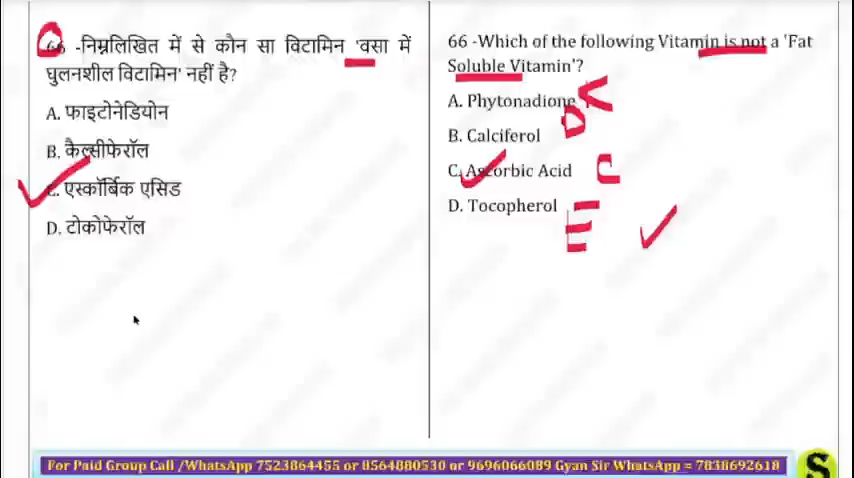 66 -निम्नलिखित में से कौन सा विटामिन 'वसा में
घुलनशील विटामिन' नहीं है?
A. फाइटोनेडियोन
B. कैल्सीफेरॉल
C. एस्कॉर्बिक एसिड
D. टोकोफेरॉल
66 -Which of the following Vitamin is not a 'Fat
Soluble Vitamin'?
A. Phytonadione K
B. Calciferol D
C. Ascorbic Acid C
D. Tocopherol E
For Paid Group Call /WhatsApp 7523864455 or 8564880530 or 9696066089 Gyan Sir WhatsApp = 7838692618
S